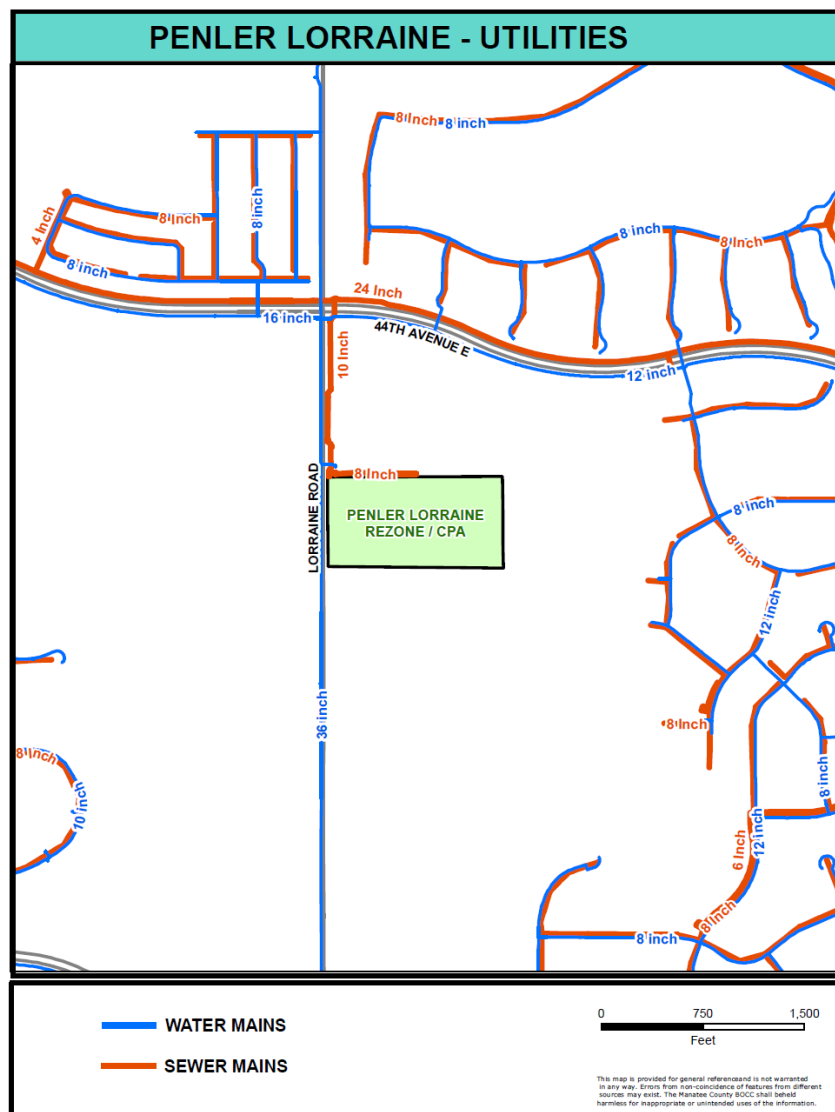 PENLER LORRAINE - UTILITIES
8 Inch
8 inch
4 Inch
8 Inch
8 inch
8 inch
8 inch
8 Inch
24 Inch
16 inch
44TH AVENUE E
12 inch
10 Inch
LORRAINE ROAD
8 Inch
PENLER LORRAINE
REZONE / CPA
8 inch
8 Inch
12 inch
36 inch
8 Inch
8 Inch
10 inch
8 inch
6 Inch
12 inch
8 Inch
8 inch
WATER MAINS
SEWER MAINS
0 750 1,500
Feet
This map is provided for general referenceand is not warranted
in any way. Errors from non-coincidence of features from different
sources may exist. The Manatee County BOCC shall beheld
harmless for inappropriate or unintended uses of the information.